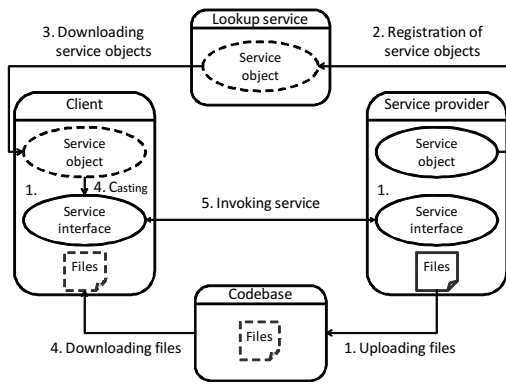 Lookup service
3. Downloading
service objects
2. Registration of
service objects
Service
object
Client
Service provider
Service
object
Service
object
1.
4. Casting
1.
Service
interface
5. Invoking service
Service
interface
Files
Files
Codebase
Files
4. Downloading files
1. Uploading files